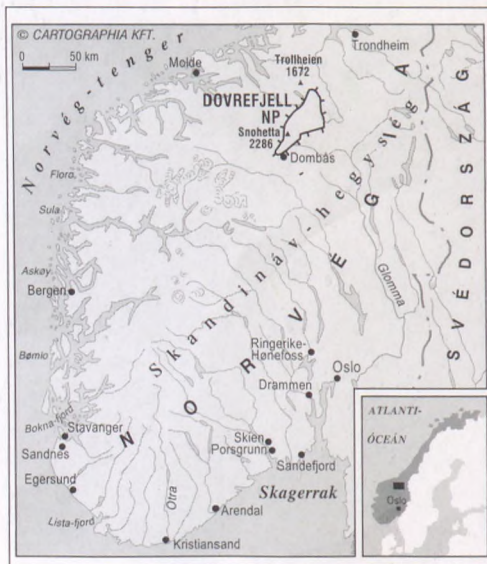 © CARTOGRAPHIA KFT.
0 50 km
Norvég-tenger
Trondheim
Molde
Trollheien
1672
DOVREFJELL
NP
Snohetta
2286
Dombås
Florø
Sula
Skandináv-hegység
Glomma
NORVÉGIA
SVÉDORSZÁG
Askøy
Bergen
Bømlo
Ringerike-
Hønefoss
Oslo
Drammen
Bokna-fjord
Stavanger
Sandnes
Skien
Porsgrunn
Sandefjord
Egersund
Otra
Skagerrak
Arendal
Lista-fjord
Kristiansand
ATLANTI-
ÓCEÁN
Oslo